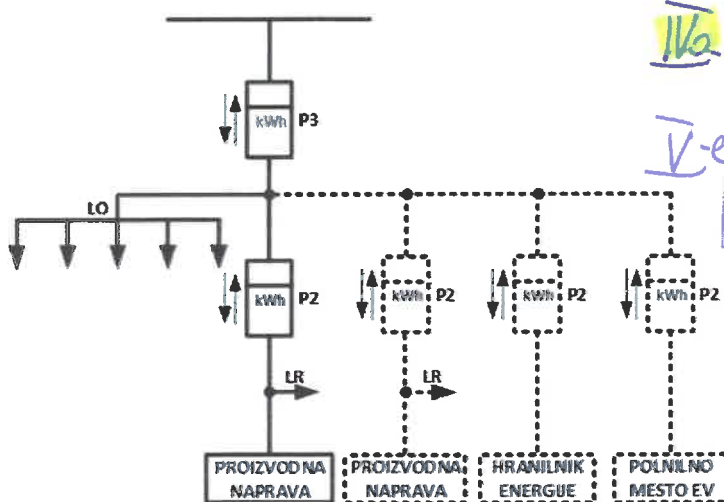 IVa
kWh P3
V-e
LO
kWh P2
kWh P2
kWh P2
kWh P2
LR
LR
PROIZVODNA
NAPRAVA
PROIZVODNA
NAPRAVA
HRANILNIK
ENERGIJE
POLNILNO
MESTO EV